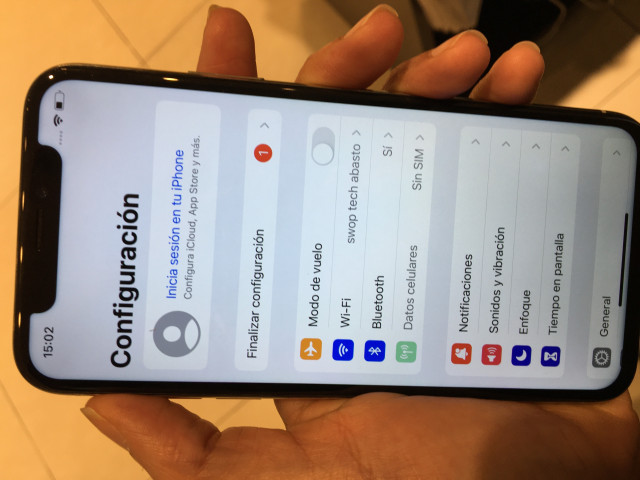 15:02
Configuración
Inicia sesión en tu iPhone
Configura iCloud, App Store y más.
Finalizar configuración 1
Modo de vuelo
Wi-Fi swop tech abasto
Bluetooth Sí
Datos celulares Sin SIM
Notificaciones
Sonidos y vibración
Enfoque
Tiempo en pantalla
General